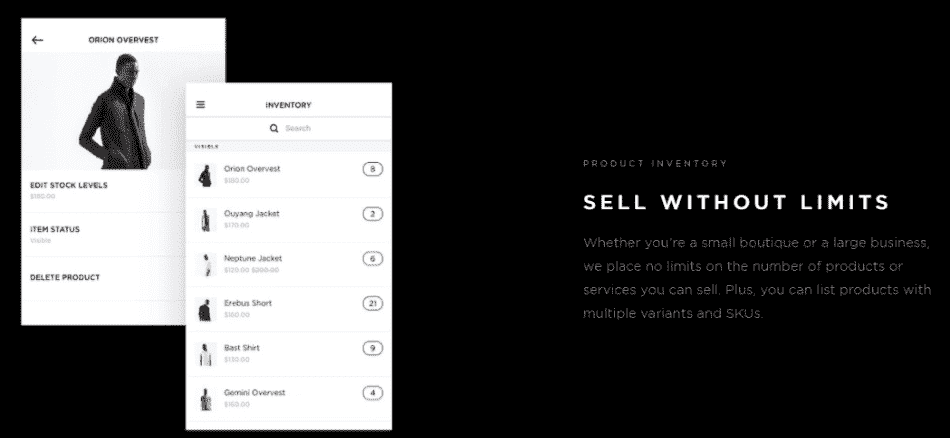 ORION OVERVEST
EDIT STOCK LEVELS
$180.00
ITEM STATUS
Visible
DELETE PRODUCT
INVENTORY
Search
VISIBLE
Orion Overvest 8
$180.00
Ouyang Jacket 2
$170.00
Neptune Jacket 6
$120.00 $200.00
Erebus Short 21
$160.00
Bast Shirt 9
$130.00
Gemini Overvest 4
$160.00
PRODUCT INVENTORY
SELL WITHOUT LIMITS
Whether you're a small boutique or a large business,
we place no limits on the number of products or
services you can sell. Plus, you can list products with
multiple variants and SKUs.